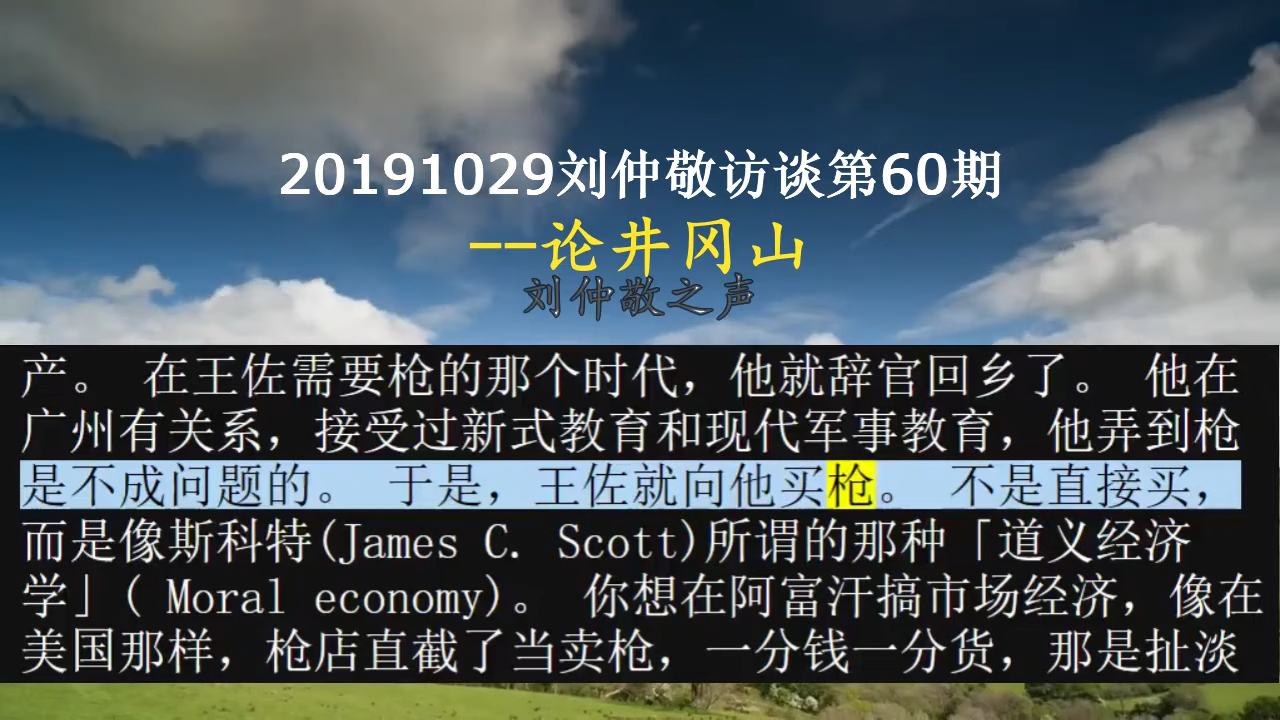 20191029刘仲敬访谈第60期
--论井冈山
刘仲敬之声
产。 在王佐需要枪的那个时代，他就辞官回乡了。 他在
广州有关系，接受过新式教育和现代军事教育，他弄到枪
是不成问题的。 于是，王佐就向他买枪。 不是直接买，
而是像斯科特(James C. Scott)所谓的那种「道义经济
学」( Moral economy)。 你想在阿富汗搞市场经济，像在
美国那样，枪店直截了当卖枪，一分钱一分货，那是扯淡